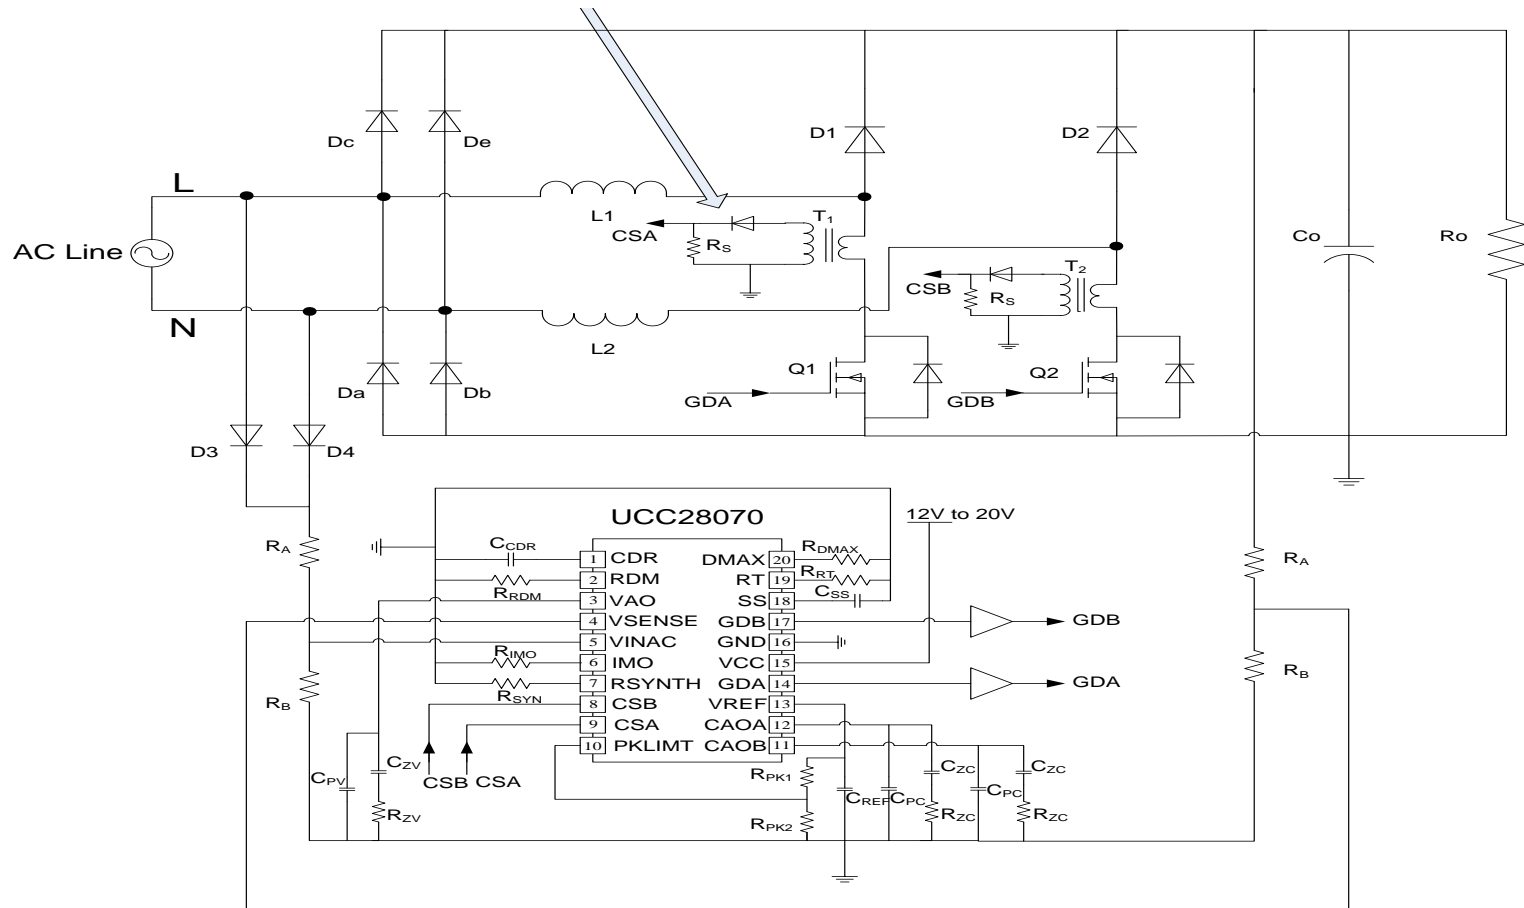 Dc
De
D1
D2
L
L1
CSA
RS
T1
AC Line
Co
Ro
CSB
RS
T2
N
L2
Da
Db
Q1
Q2
GDA
GDB
D3
D4
UCC28070
12V to 20V
RA
CCDR
1 CDR
DMAX 20
RDMAX
RA
2 RDM
RT 19
RRT
RRDM
3 VAO
SS 18
CSS
4 VSENSE
GDB 17
GDB
5 VINAC
GND 16
RIMO
6 IMO
VCC 15
RB
RB
7 RSYNTH
GDA 14
GDA
RSYN
8 CSB
VREF 13
9 CSA
CAOA 12
10 PKLIMT
CAOB 11
CPV
CZV
CSB
CSA
RPK1
CZC
CZC
CREF
CPC
CPC
RZV
RPK2
RZC
RZC